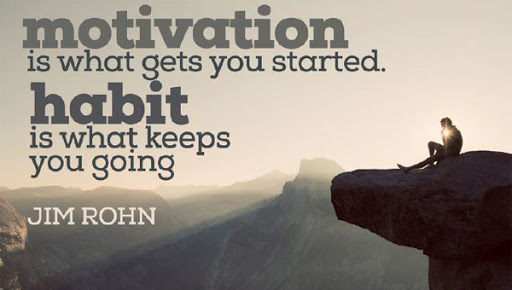 motivation
is what gets you started.
habit
is what keeps
you going
JIM ROHN